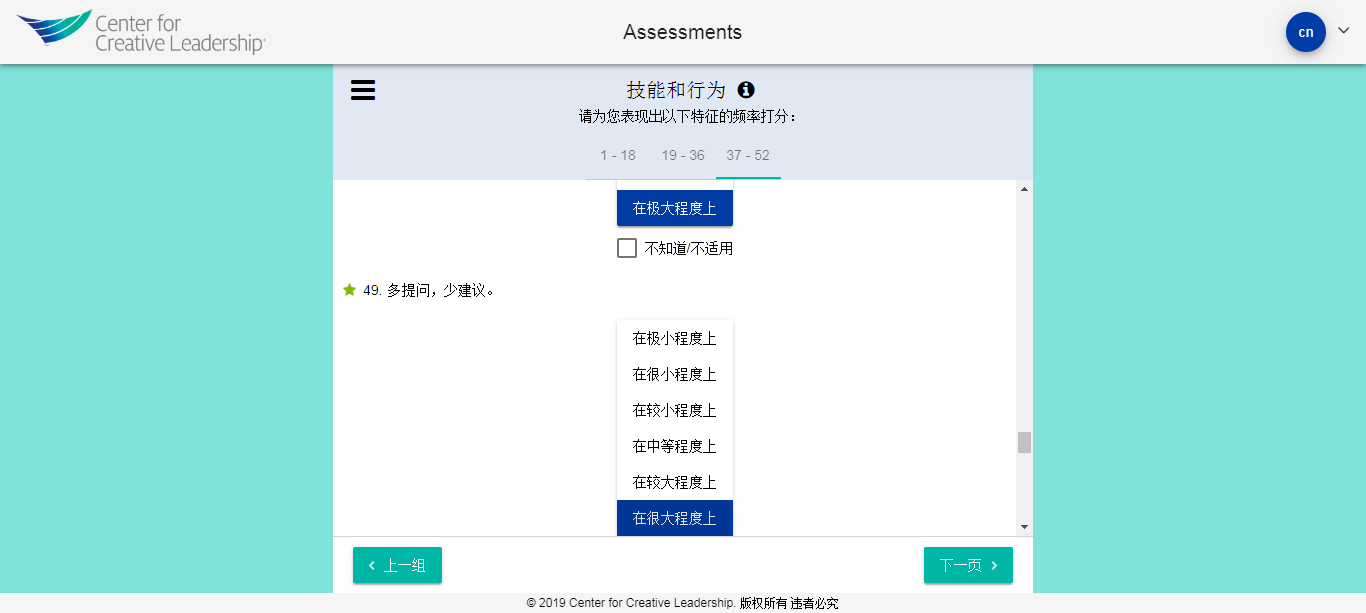 Center for
Creative Leadership®
Assessments
cn
技能和行为
请为您表现出以下特征的频率打分：
1 - 18 19 - 36 37 - 52
在极大程度上
不知道/不适用
49. 多提问，少建议。
在极小程度上
在很小程度上
在较小程度上
在中等程度上
在较大程度上
在很大程度上
上一组 下一页
© 2019 Center for Creative Leadership. 版权所有 违者必究